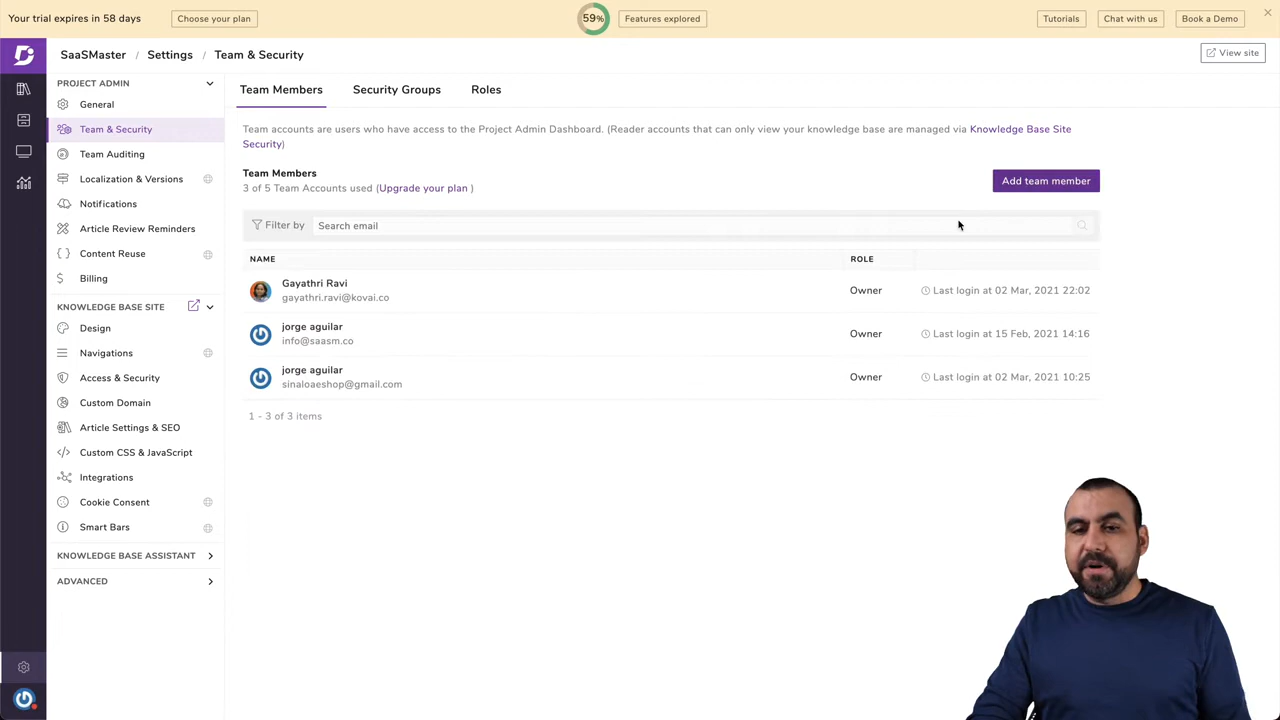 Your trial expires in 58 days
Choose your plan
59%
Features explored
Tutorials
Chat with us
Book a Demo
SaaSMaster / Settings / Team & Security
View site
PROJECT ADMIN
General
Team & Security
Team Auditing
Localization & Versions
Notifications
Article Review Reminders
Content Reuse
Billing
KNOWLEDGE BASE SITE
Design
Navigations
Access & Security
Custom Domain
Article Settings & SEO
Custom CSS & JavaScript
Integrations
Cookie Consent
Smart Bars
KNOWLEDGE BASE ASSISTANT
ADVANCED
Team Members
Security Groups
Roles
Team accounts are users who have access to the Project Admin Dashboard. (Reader accounts that can only view your knowledge base are managed via Knowledge Base Site
Security)
Team Members
3 of 5 Team Accounts used (Upgrade your plan )
Add team member
Filter by
Search email
NAME
ROLE
Gayathri Ravi
gayathri.ravi@kovai.co
Owner
Last login at 02 Mar, 2021 22:02
jorge aguilar
info@saasm.co
Owner
Last login at 15 Feb, 2021 14:16
jorge aguilar
sinaloaeshop@gmail.com
Owner
Last login at 02 Mar, 2021 10:25
1 - 3 of 3 items